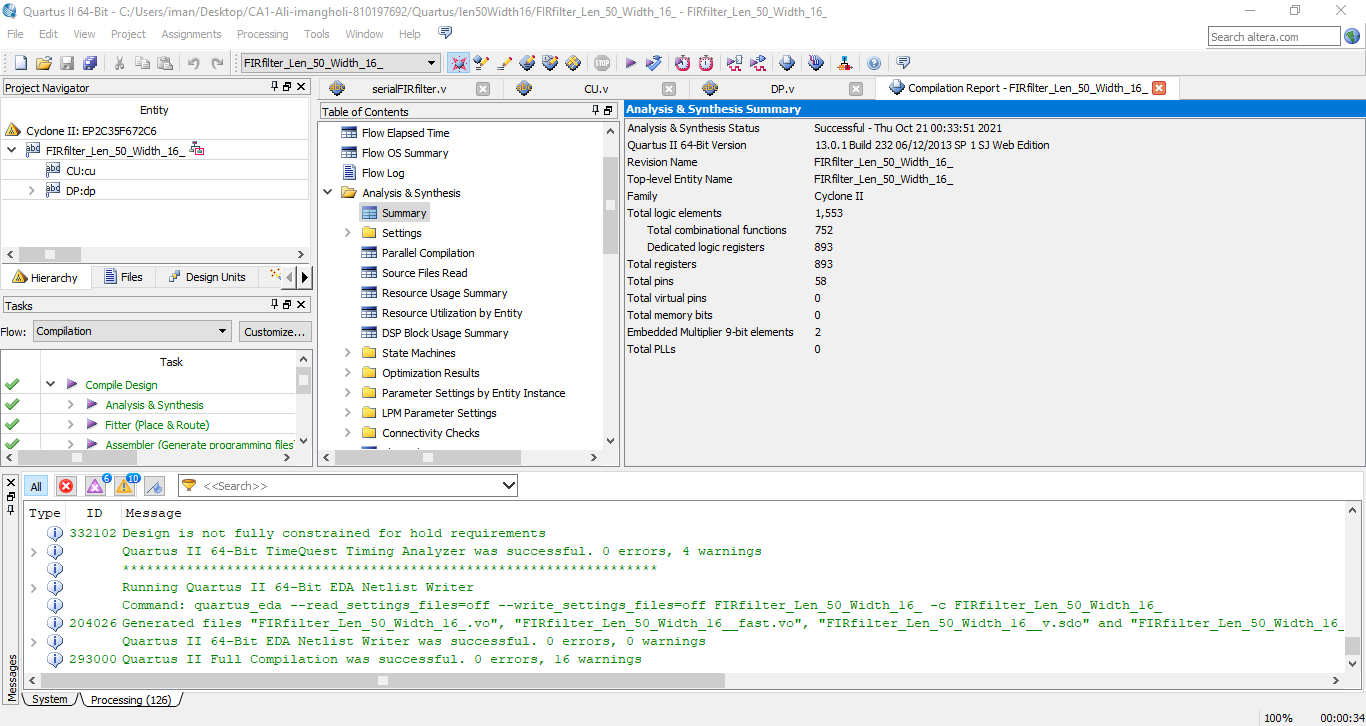 Quartus II 64-Bit - C:/Users/iman/Desktop/CA1-Ali-imangholi-810197692/Quartus/len50Width16/FIRfilter_Len_50_Width_16_ - FIRfilter_Len_50_Width_16_
File Edit View Project Assignments Processing Tools Window Help
Search altera.com
FIRfilter_Len_50_Width_16_
STOP
Project Navigator
serialFIRfilter.v
CU.v
DP.v
Compilation Report - FIRfilter_Len_50_Width_16_
Entity
Cyclone II: EP2C35F672C6
abc FIRfilter_Len_50_Width_16_
abc CU:cu
abc DP:dp
Hierarchy Files Design Units
Tasks
Flow: Compilation Customize...
Task
Compile Design
Analysis & Synthesis
Fitter (Place & Route)
Assembler (Generate programming files)
Table of Contents
Flow Elapsed Time
Flow OS Summary
Flow Log
Analysis & Synthesis
Summary
Settings
Parallel Compilation
Source Files Read
Resource Usage Summary
Resource Utilization by Entity
DSP Block Usage Summary
State Machines
Optimization Results
Parameter Settings by Entity Instance
LPM Parameter Settings
Connectivity Checks
Analysis & Synthesis Summary
Analysis & Synthesis Status Successful - Thu Oct 21 00:33:51 2021
Quartus II 64-Bit Version 13.0.1 Build 232 06/12/2013 SP 1 SJ Web Edition
Revision Name FIRfilter_Len_50_Width_16_
Top-level Entity Name FIRfilter_Len_50_Width_16_
Family Cyclone II
Total logic elements 1,553
Total combinational functions 752
Dedicated logic registers 893
Total registers 893
Total pins 58
Total virtual pins 0
Total memory bits 0
Embedded Multiplier 9-bit elements 2
Total PLLs 0
All 6 10 <<Search>>
Type ID Message
332102 Design is not fully constrained for hold requirements
Quartus II 64-Bit TimeQuest Timing Analyzer was successful. 0 errors, 4 warnings
*******************************************************************
Running Quartus II 64-Bit EDA Netlist Writer
Command: quartus_eda --read_settings_files=off --write_settings_files=off FIRfilter_Len_50_Width_16_ -c FIRfilter_Len_50_Width_16_
204026 Generated files "FIRfilter_Len_50_Width_16_.vo", "FIRfilter_Len_50_Width_16__fast.vo", "FIRfilter_Len_50_Width_16__v.sdo" and "FIRfilter_Len_50_Width_16_
Quartus II 64-Bit EDA Netlist Writer was successful. 0 errors, 0 warnings
293000 Quartus II Full Compilation was successful. 0 errors, 16 warnings
Messages
System Processing (126)
100% 00:00:34